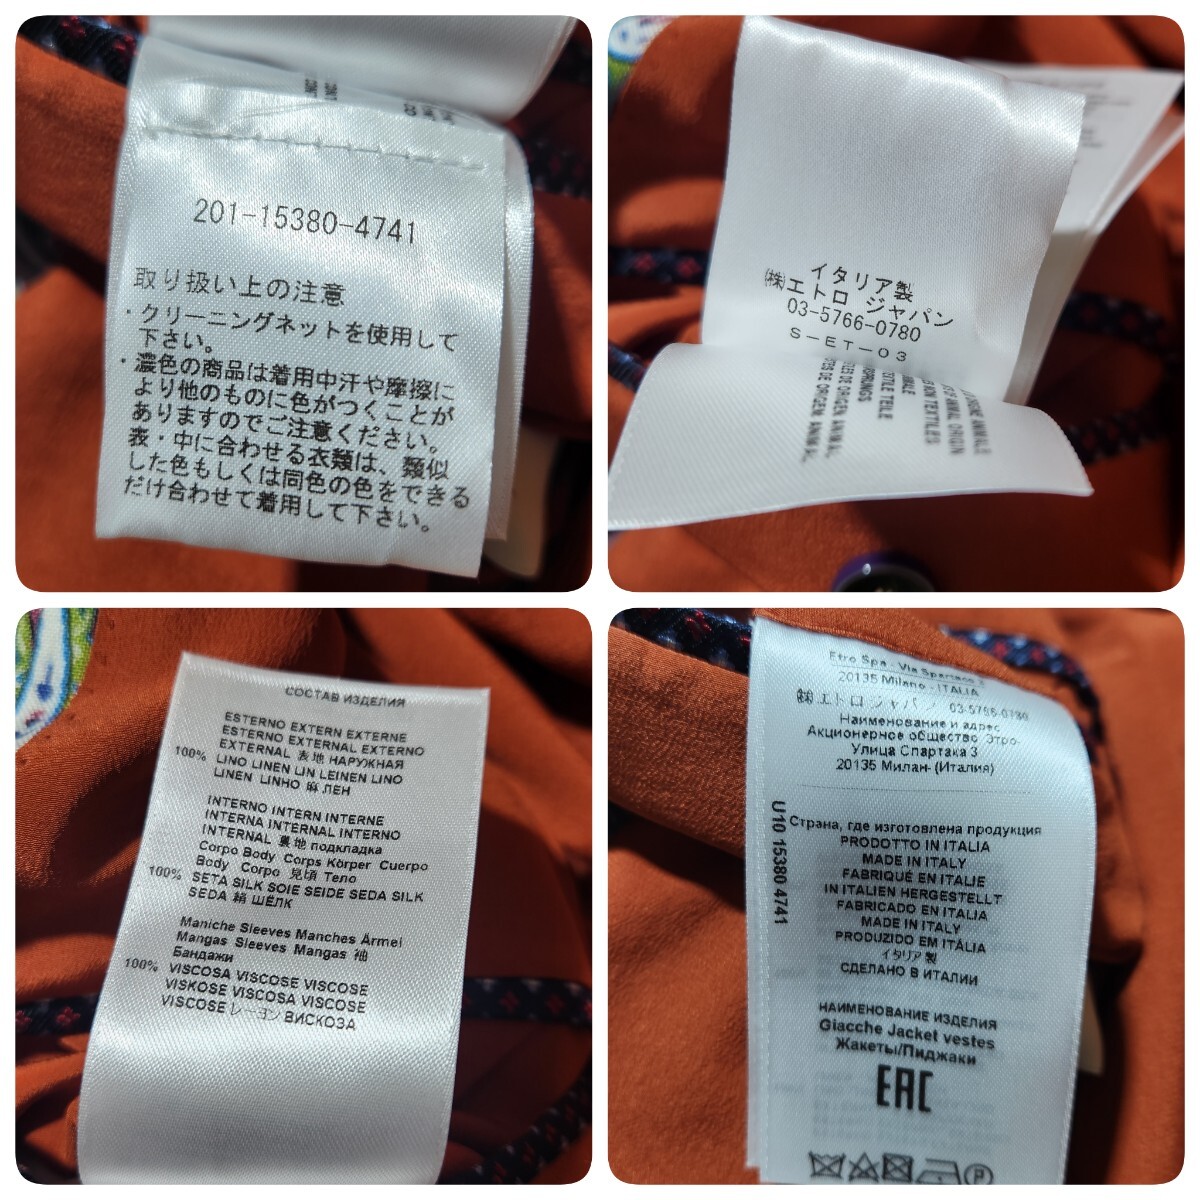 201-15380-4741
取り扱い上の注意
・クリーニングネットを使用して
下さい。
・濃色の商品は着用中汗や摩擦に
より他のものに色がつくことが
ありますのでご注意ください。
表・中に合わせる衣類は、類似
した色もしくは同色の色をできる
だけ合わせて着用して下さい。
イタリア製
㈱エトロ ジャパン
03-5766-0780
S-ET-03
СОСТАВ ИЗДЕЛИЯ
ESTERNO EXTERN EXTERNE
ESTERNO EXTERNAL EXTERNO
EXTERNAL 表地 НАРУЖНАЯ
100% LINO LINEN LIN LEINEN LINO
LINEN LINHO 麻 ЛЕН
INTERNO INTERN INTERNE
INTERNA INTERNAL INTERNO
INTERNAL 裏地 подкладка
Corpo Body Corps Körper Cuerpo
Body Corpo 見頃 Тело
100% SETA SILK SOIE SEIDE SEDA SILK
SEDA 絹 ШЁЛК
Maniche Sleeves Manches Ärmel
Mangas Sleeves Mangas 袖
Бандажи
100% VISCOSA VISCOSE VISCOSE
VISKOSE VISCOSA VISCOSE
VISCOSE レーヨン ВИСКОЗА
Etro Spa - Via Spartaco 3
20135 Milano - ITALIA
㈱エトロジャパン 03-5766-0780
Наименование и адрес
Акционерное общество Этро-
Улица Спартака 3
20135 Милан- (Италия)
U10 15380 4741
Страна, где изготовлена продукция
PRODOTTO IN ITALIA
MADE IN ITALY
FABRIQUÉ EN ITALIE
IN ITALIEN HERGESTELLT
FABRICADO EN ITALIA
MADE IN ITALY
PRODUZIDO EM ITÁLIA
イタリア製
СДЕЛАНО В ИТАЛИИ
НАИМЕНОВАНИЕ ИЗДЕЛИЯ
Giacche Jacket vestes
Жакеты/Пиджаки
EAC